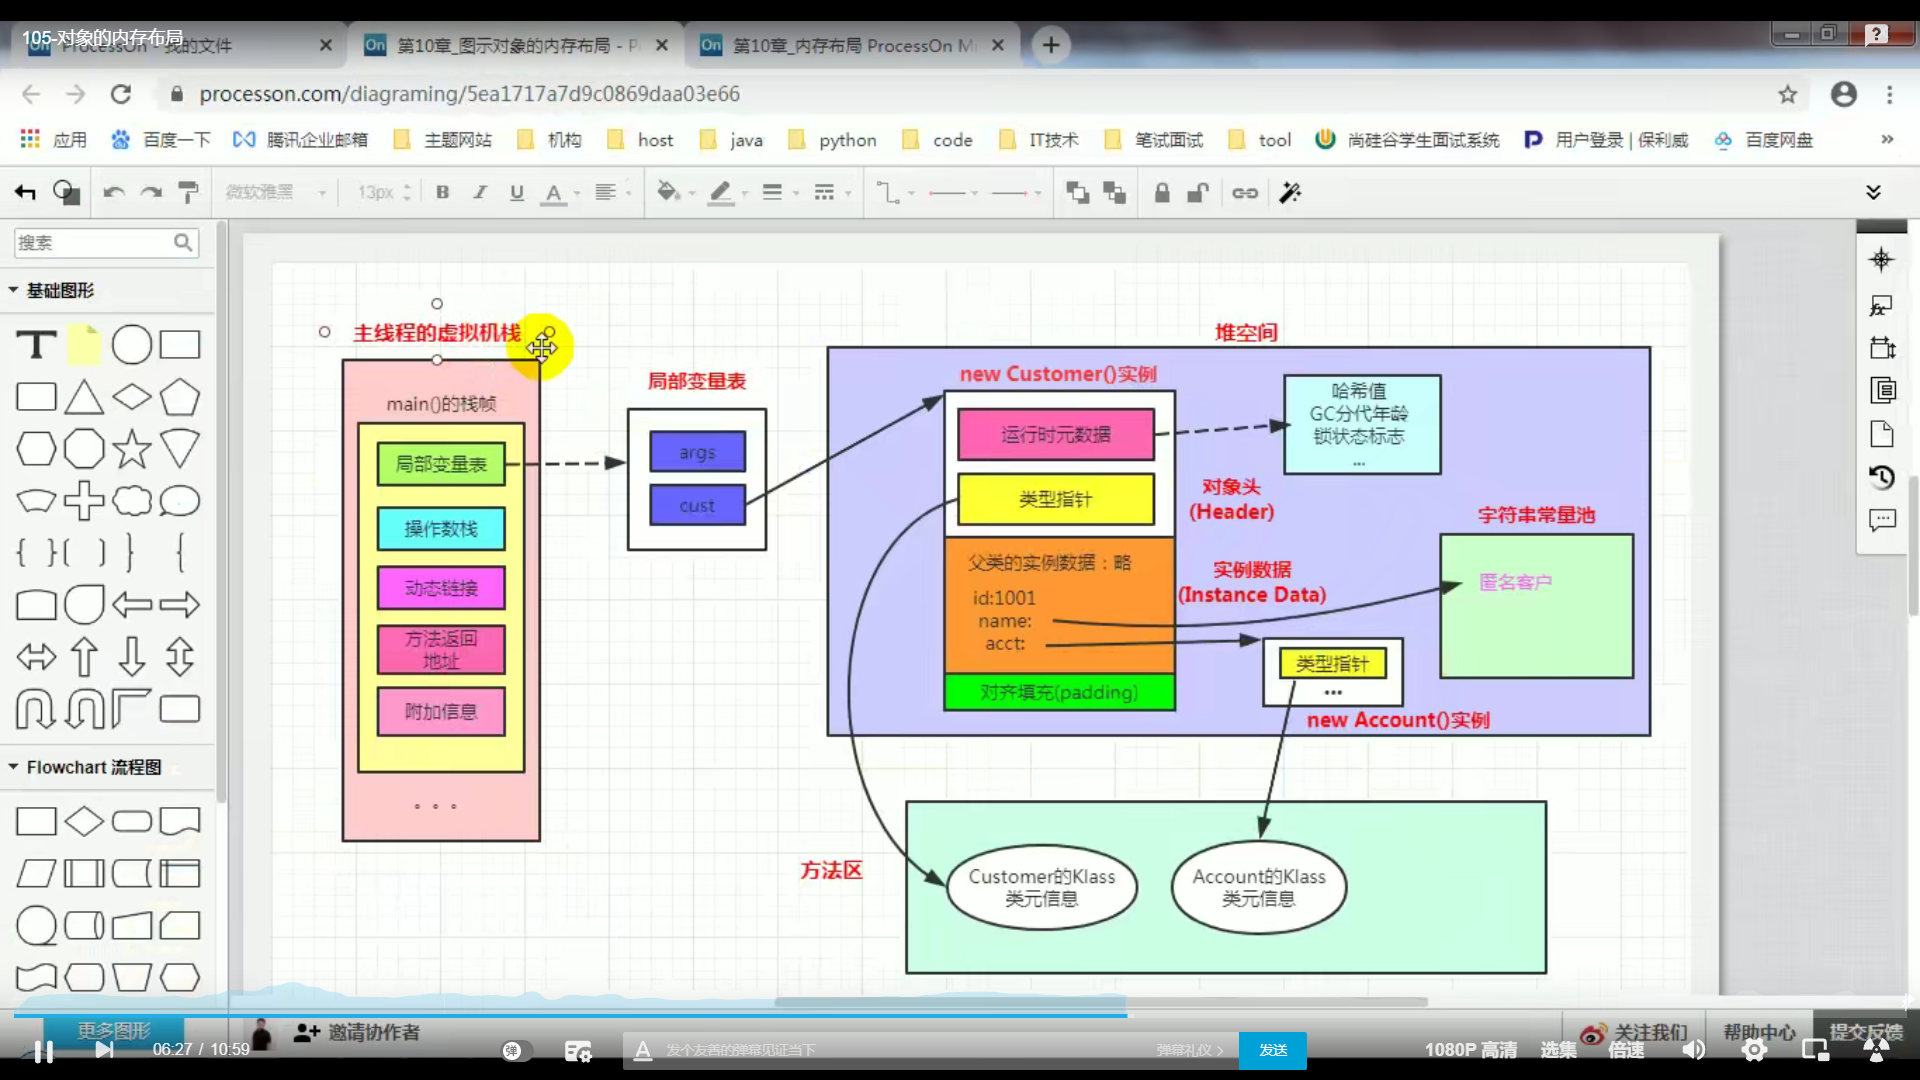 105-对象的内存布局
第10章_图示对象的内存布局 - P
第10章_内存布局 ProcessOn M
processon.com/diagraming/5ea1717a7d9c0869daa03e66
应用 百度一下 腾讯企业邮箱 主题网站 机构 host java python code IT技术 笔试面试 tool 尚硅谷学生面试系统 用户登录 | 保利威 百度网盘 »
微软雅黑 13px B I U A
搜索
基础图形
Flowchart 流程图
更多图形
主线程的虚拟机栈
main()的栈帧
局部变量表
操作数栈
动态链接
方法返回
地址
附加信息
。。。
局部变量表
args
cust
堆空间
new Customer()实例
运行时元数据
类型指针
哈希值
GC分代年龄
锁状态标志
...
对象头
(Header)
父类的实例数据：略
id:1001
name:
acct:
实例数据
(Instance Data)
对齐填充(padding)
字符串常量池
匿名客户
类型指针
...
new Account()实例
方法区
Customer的Klass
类元信息
Account的Klass
类元信息
邀请协作者
关注我们
帮助中心
提交反馈
06:27 / 10:59
弹
发个友善的弹幕见证当下
弹幕礼仪 >
发送
1080P 高清
选集
倍速